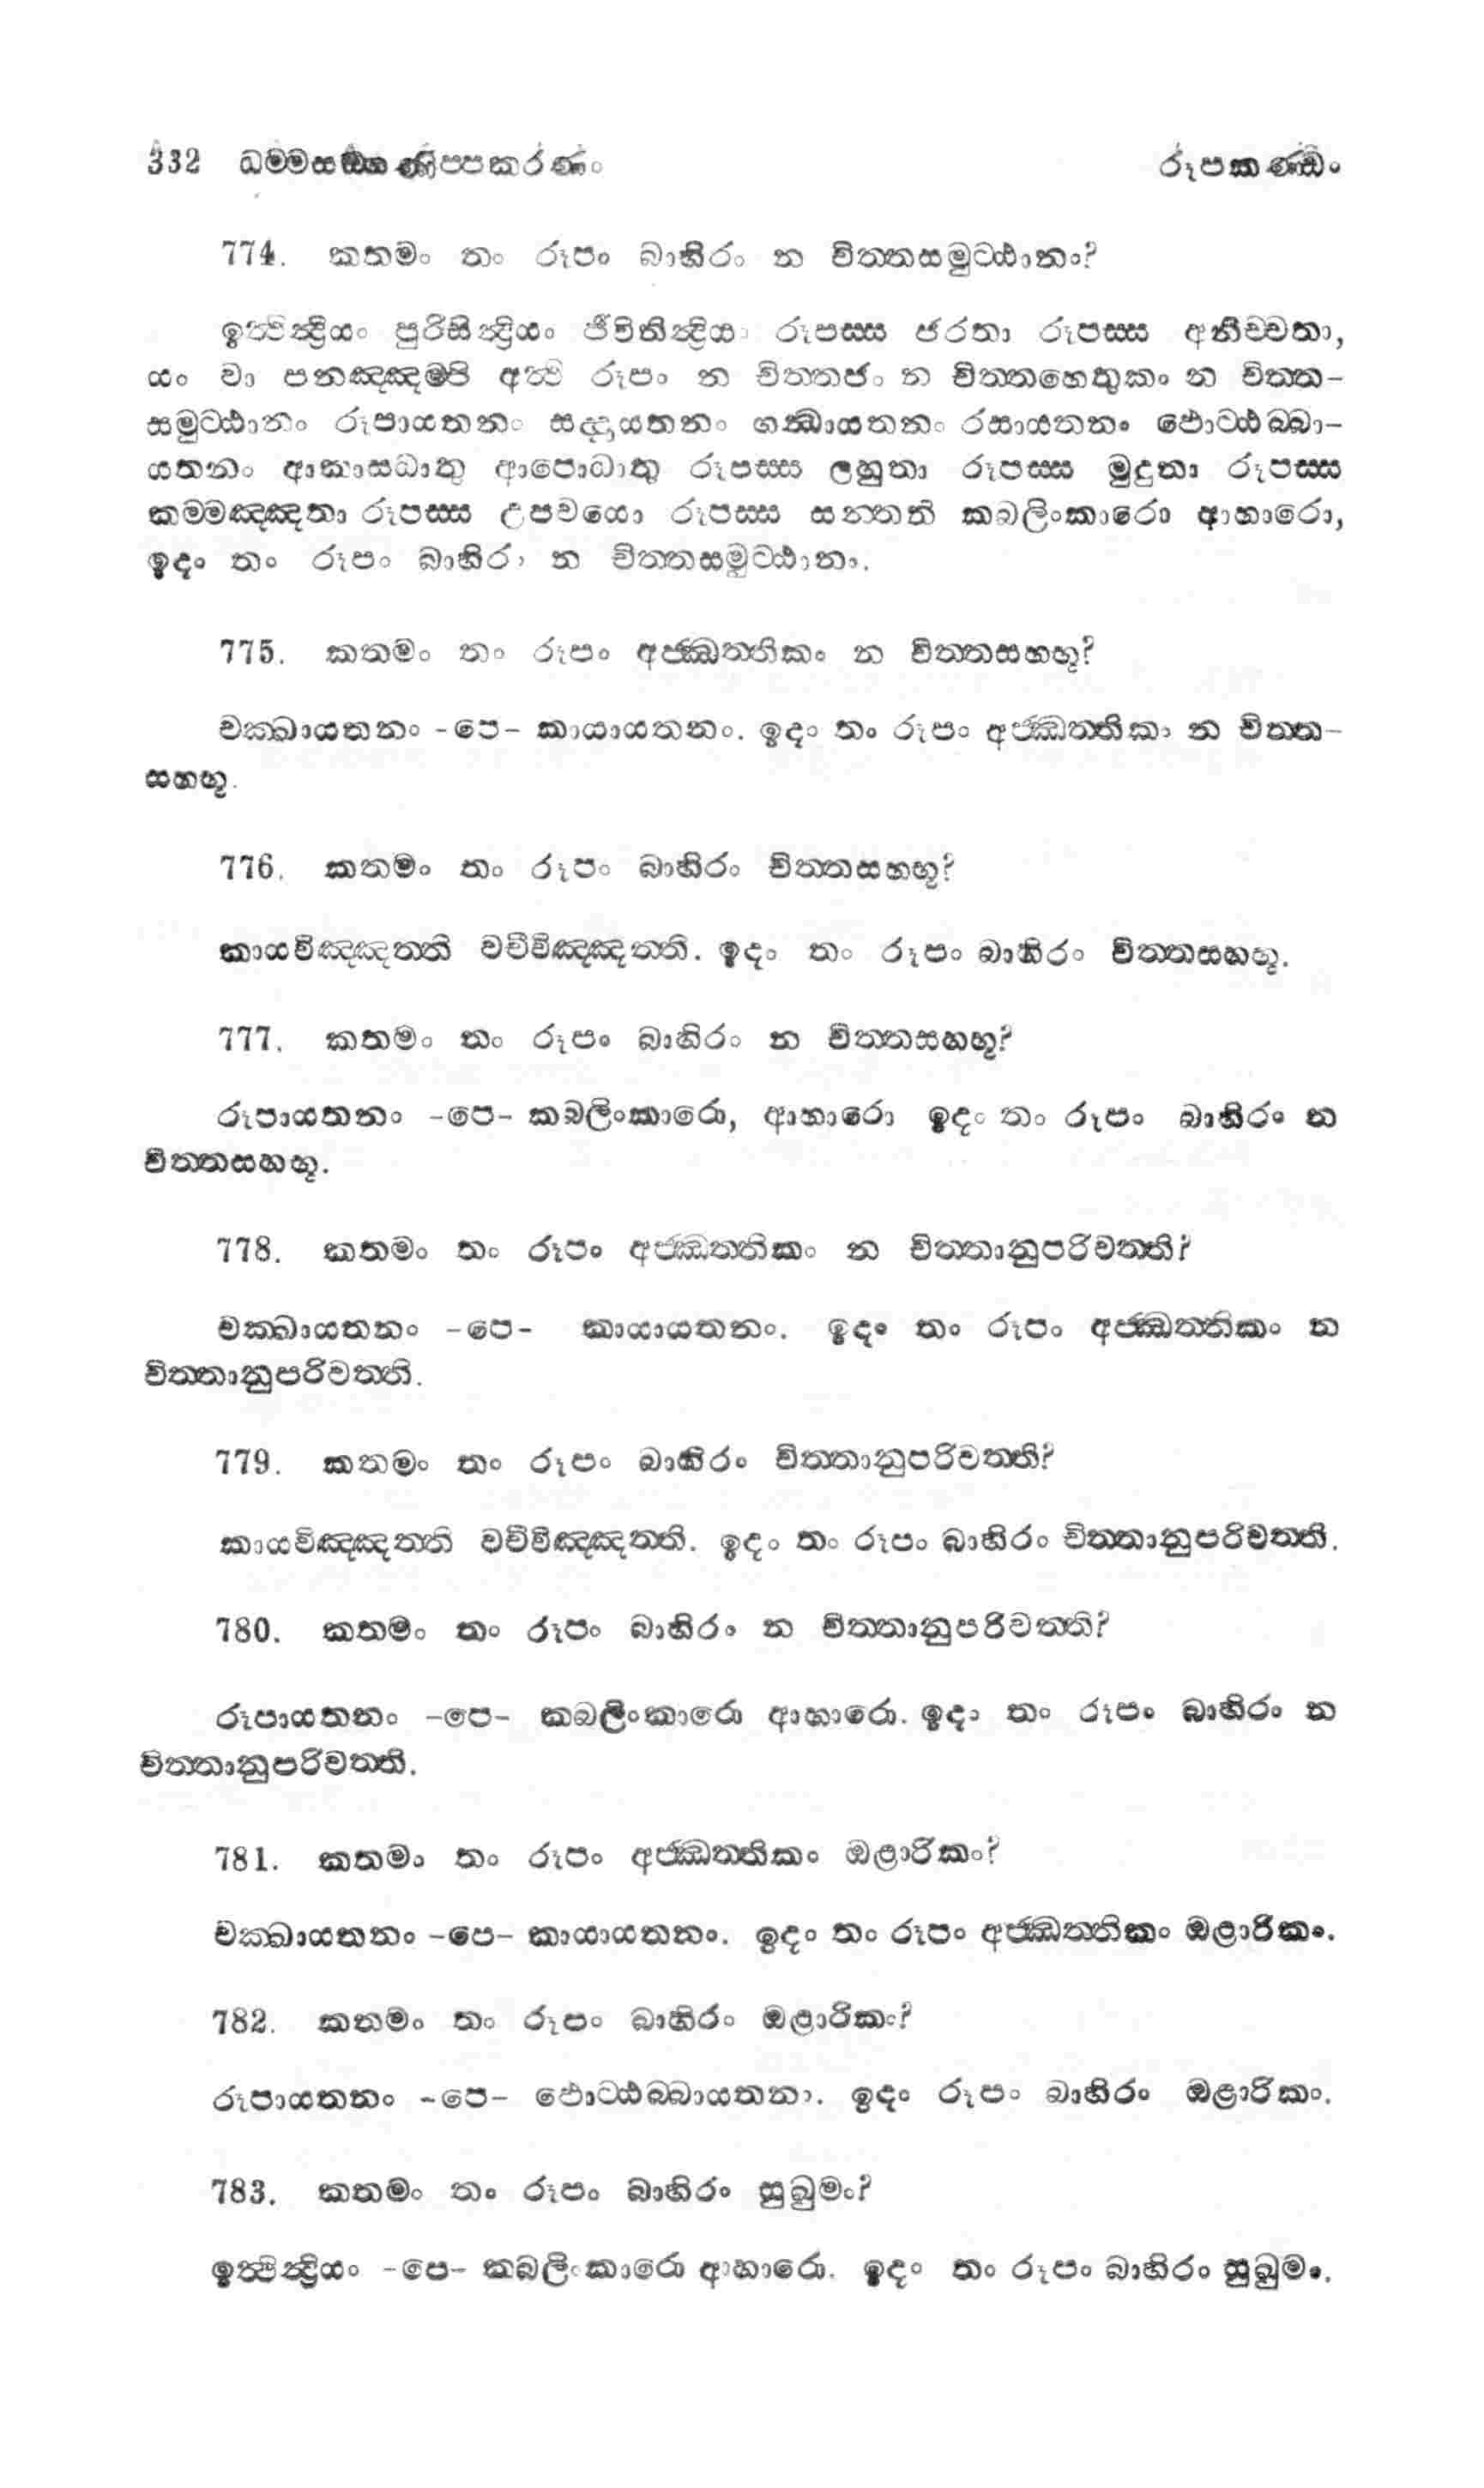 332 ධම්මසඞ්ගණිප්පකරණං රූපකණ්ඩං
774. කතමං තං රූපං බාහිරං න චිත්තසමුට්ඨානං?
ඉත්ථින්ද්‍රියං පුරිසින්ද්‍රියං ජීවිතින්ද්‍රියං රූපස්ස ජරතා රූපස්ස අනිච්චතා,
යං වා පනඤ්ඤම්පි අත්ථි රූපං න චිත්තජං න චිත්තහෙතුකං න චිත්ත-
සමුට්ඨානං රූපායතනං සද්දායතනං ගන්ධායතනං රසායතනං ඵොට්ඨබ්බා-
යතනං ආකාසධාතු ආපොධාතු රූපස්ස ලහුතා රූපස්ස මුදුතා රූපස්ස
කම්මඤ්ඤතා රූපස්ස උපචයො රූපස්ස සන්තති කබලිංකාරො ආහාරො,
ඉදං තං රූපං බාහිරං න චිත්තසමුට්ඨානං.
775. කතමං තං රූපං අජ්ඣත්තිකං න චිත්තසහභූ?
චක්ඛායතනං -පෙ- කායායතනං. ඉදං තං රූපං අජ්ඣත්තිකං න චිත්ත-
සහභූ.
776. කතමං තං රූපං බාහිරං චිත්තසහභූ?
කායවිඤ්ඤත්ති වචීවිඤ්ඤත්ති. ඉදං තං රූපං බාහිරං චිත්තසහභූ.
777. කතමං තං රූපං බාහිරං න චිත්තසහභූ?
රූපායතනං -පෙ- කබලිංකාරො, ආහාරො ඉදං තං රූපං බාහිරං න
චිත්තසහභූ.
778. කතමං තං රූපං අජ්ඣත්තිකං න චිත්තානුපරිවත්ති?
චක්ඛායතනං -පෙ- කායායතනං. ඉදං තං රූපං අජ්ඣත්තිකං න
චිත්තානුපරිවත්ති.
779. කතමං තං රූපං බාහිරං චිත්තානුපරිවත්ති?
කායවිඤ්ඤත්ති වචීවිඤ්ඤත්ති. ඉදං තං රූපං බාහිරං චිත්තානුපරිවත්ති.
780. කතමං තං රූපං බාහිරං න චිත්තානුපරිවත්ති?
රූපායතනං -පෙ- කබලිංකාරො ආහාරො. ඉදං තං රූපං බාහිරං න
චිත්තානුපරිවත්ති.
781. කතමං තං රූපං අජ්ඣත්තිකං ඔළාරිකං?
චක්ඛායතනං -පෙ- කායායතනං. ඉදං තං රූපං අජ්ඣත්තිකං ඔළාරිකං.
782. කතමං තං රූපං බාහිරං ඔළාරිකං?
රූපායතනං -පෙ- ඵොට්ඨබ්බායතනං. ඉදං රූපං බාහිරං ඔළාරිකං.
783. කතමං තං රූපං බාහිරං සුඛුමං?
ඉත්ථින්ද්‍රියං -පෙ- කබලිංකාරො ආහාරො. ඉදං තං රූපං බාහිරං සුඛුමං.